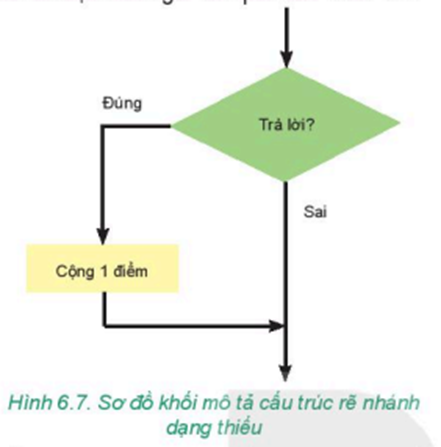 Đúng
Trả lời?
Sai
Cộng 1 điểm
Hình 6.7. Sơ đồ khối mô tả cấu trúc rẽ nhánh
dạng thiếu